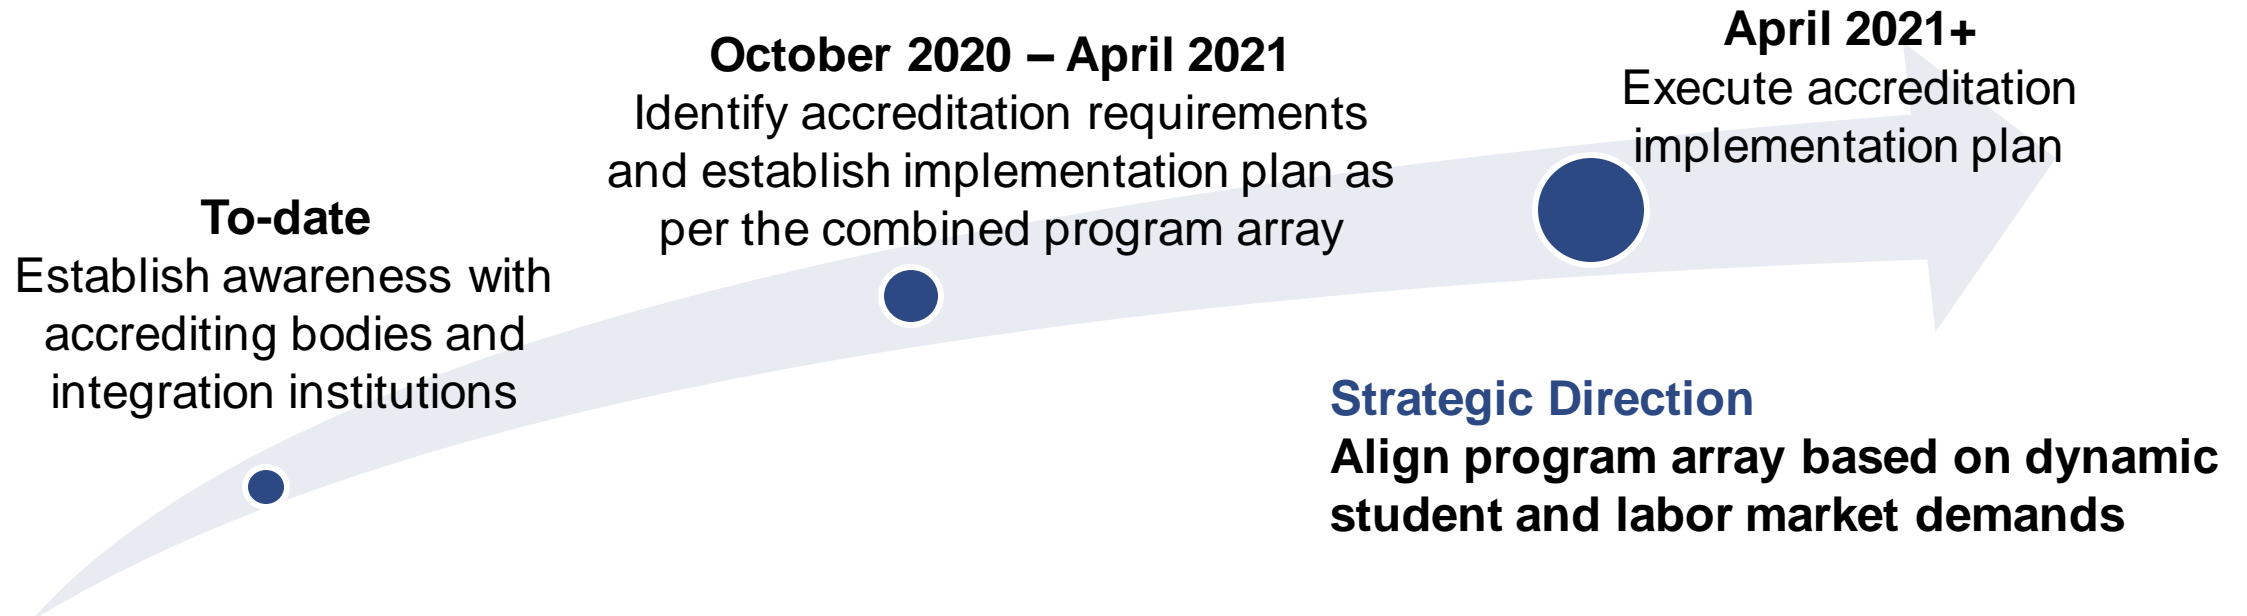 To-date
Establish awareness with
accrediting bodies and
integration institutions
October 2020 – April 2021
Identify accreditation requirements
and establish implementation plan as
per the combined program array
April 2021+
Execute accreditation
implementation plan
Strategic Direction
Align program array based on dynamic
student and labor market demands